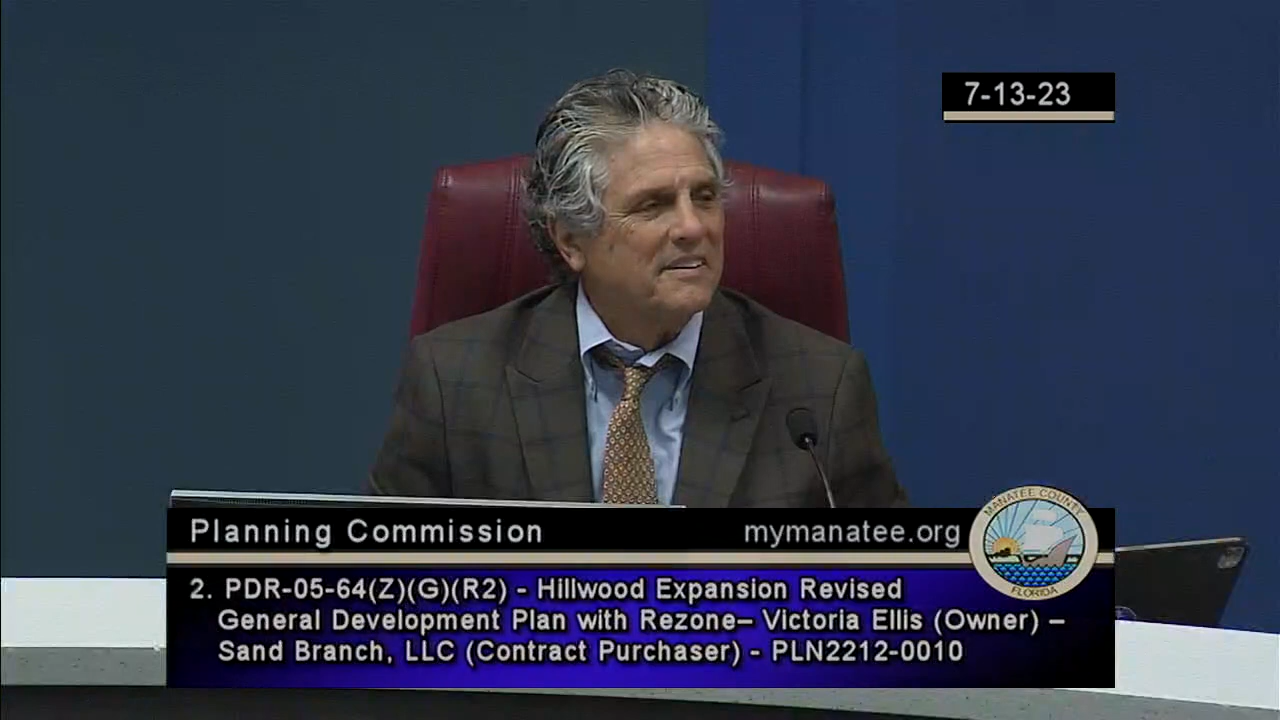 7-13-23
Planning Commission
mymanatee.org
MANATEE COUNTY
FLORIDA
2. PDR-05-64(Z)(G)(R2) - Hillwood Expansion Revised
General Development Plan with Rezone– Victoria Ellis (Owner) –
Sand Branch, LLC (Contract Purchaser) - PLN2212-0010